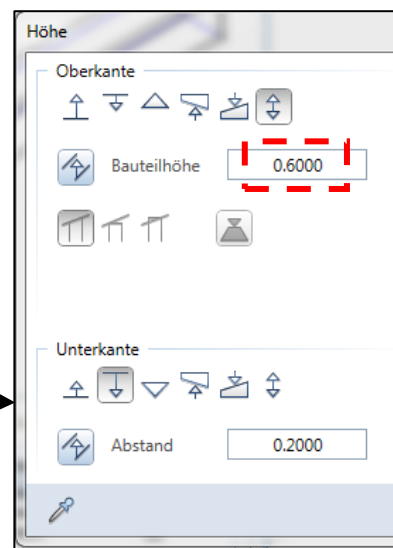 Höhe
Oberkante
Bauteilhöhe 0.6000
Unterkante
Abstand 0.2000